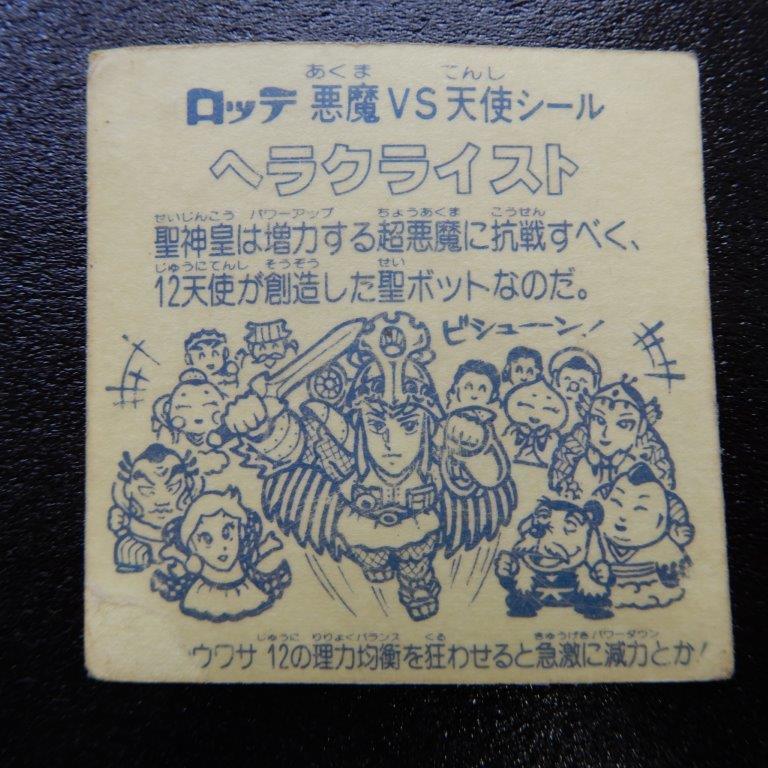 あくま てんし
ロッテ 悪魔VS天使シール
ヘラクライスト
せいじんこう パワーアップ ちょうあくま こうせん
聖神皇は増力する超悪魔に抗戦すべく、
じゅうにてんし そうぞう せい
12天使が創造した聖ボットなのだ。
ビシューーン!
じゅうに りりょくバランス くる きゅうげきパワーダウン
ウワサ 12の理力均衡を狂わせると急激に減力とか!